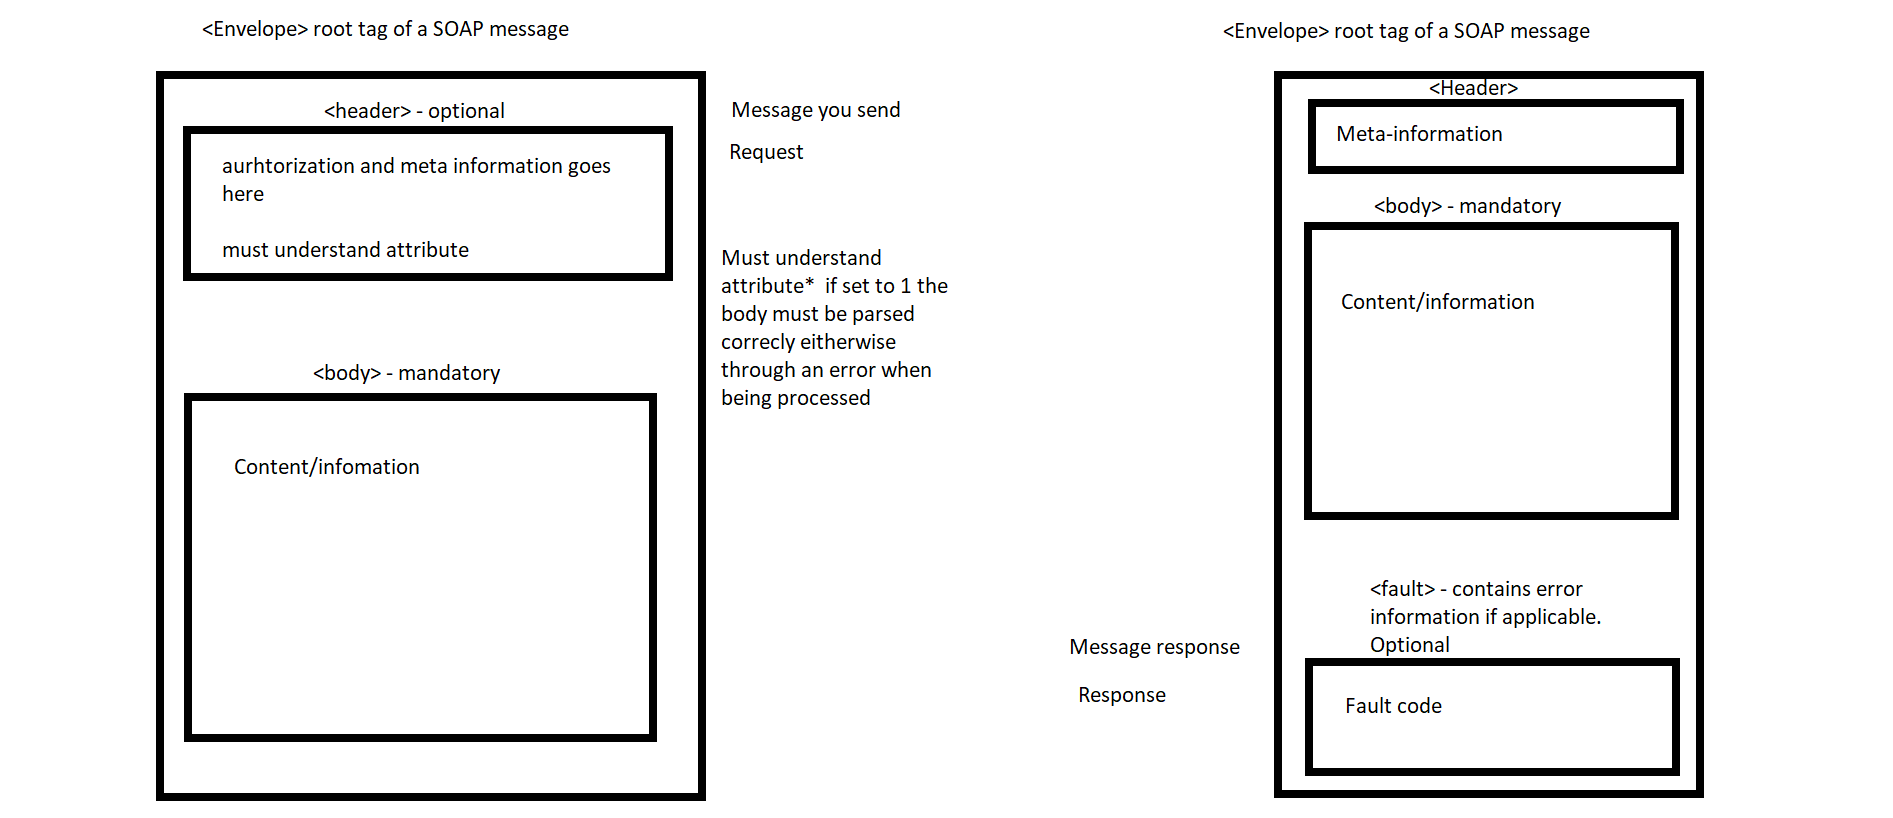 <Envelope> root tag of a SOAP message
<header> - optional
aurhtorization and meta information goes
here
must understand attribute
<body> - mandatory
Content/infomation
Message you send
Request
Must understand
attribute*  if set to 1 the
body must be parsed
correcly eitherwise
through an error when
being processed
<Envelope> root tag of a SOAP message
<Header>
Meta-information
<body> - mandatory
Content/information
<fault> - contains error
information if applicable.
Optional
Fault code
Message response
Response